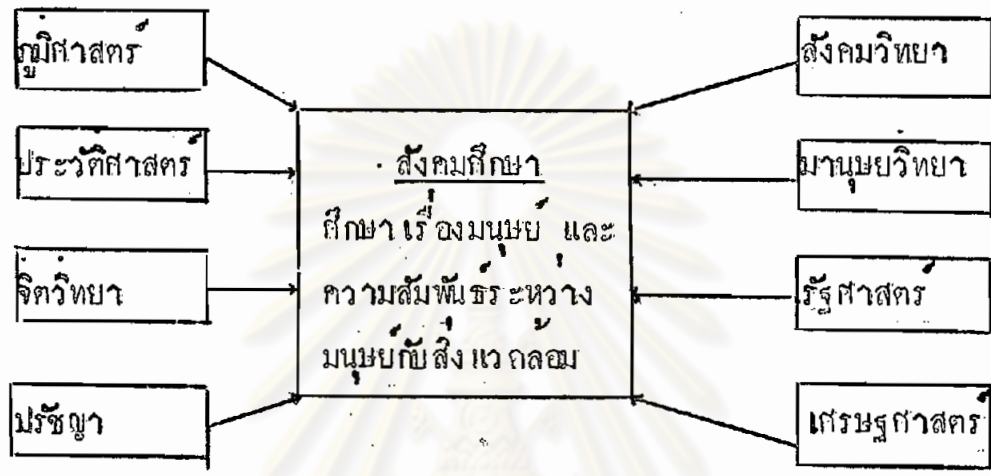 ภูมิศาสตร์
ประวัติศาสตร์
จิตวิทยา
ปรัชญา
สังคมศึกษา
ศึกษาเรื่องมนุษย์ และ
ความสัมพันธ์ระหว่าง
มนุษย์กับสิ่งแวดล้อม
สังคมวิทยา
มานุษยวิทยา
รัฐศาสตร์
เศรษฐศาสตร์